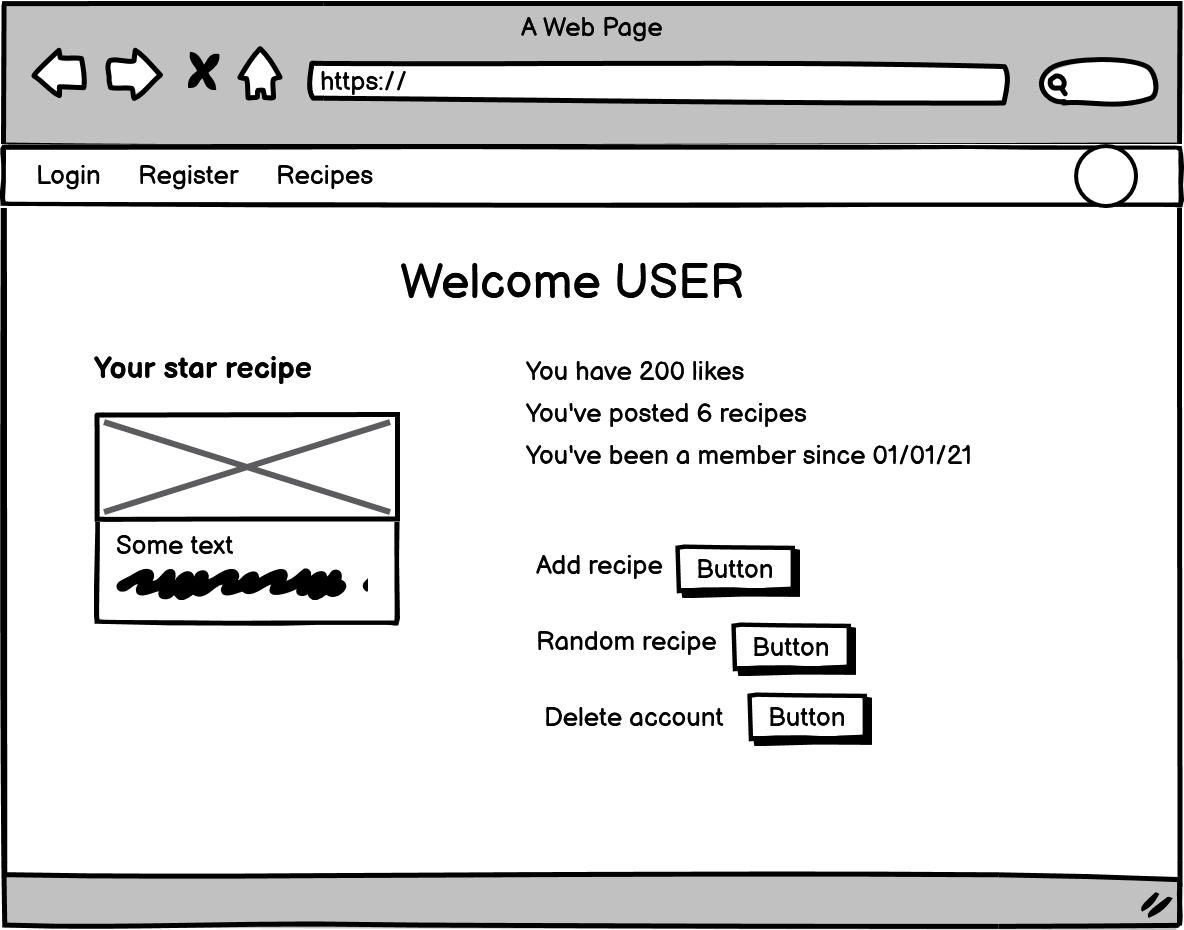 A Web Page
https://
Login Register Recipes
Welcome USER
Your star recipe
Some text
You have 200 likes
You've posted 6 recipes
You've been a member since 01/01/21
Add recipe Button
Random recipe Button
Delete account Button